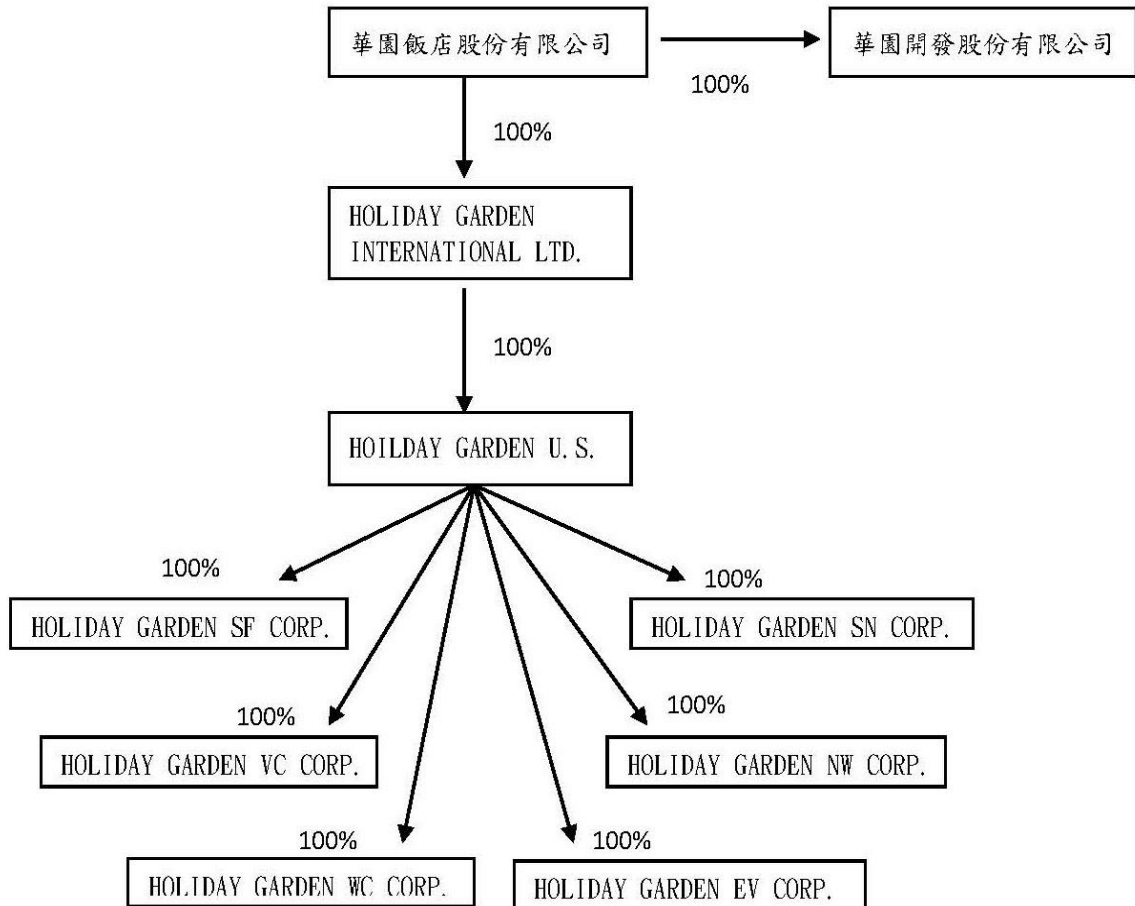 華園飯店股份有限公司
華園開發股份有限公司
100%
100%
HOLIDAY GARDEN
INTERNATIONAL LTD.
100%
HOILDAY GARDEN U.S.
100%
100%
HOLIDAY GARDEN SF CORP.
HOLIDAY GARDEN SN CORP.
100%
100%
HOLIDAY GARDEN VC CORP.
HOLIDAY GARDEN NW CORP.
100%
100%
HOLIDAY GARDEN WC CORP.
HOLIDAY GARDEN EV CORP.